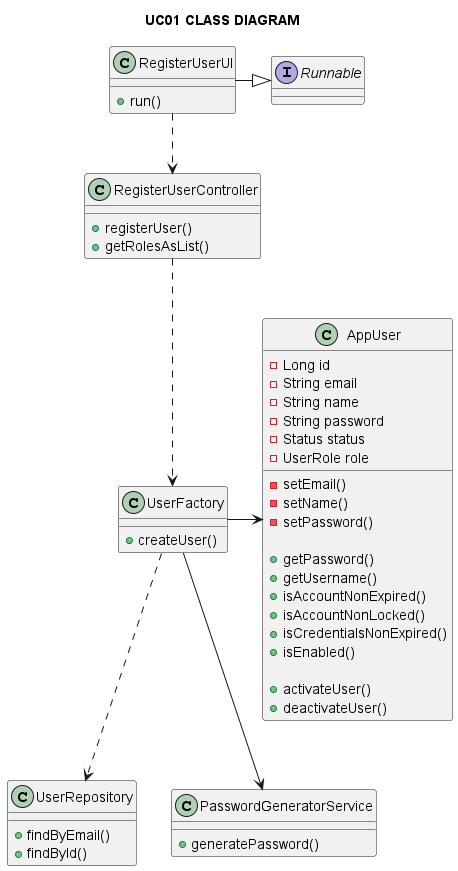 UC01 CLASS DIAGRAM
C RegisterUserUI
run()
I Runnable
C RegisterUserController
registerUser()
getRolesAsList()
C AppUser
Long id
String email
String name
String password
Status status
UserRole role
setEmail()
setName()
setPassword()
getPassword()
getUsername()
isAccountNonExpired()
isAccountNonLocked()
isCredentialsNonExpired()
isEnabled()
activateUser()
deactivateUser()
C UserFactory
createUser()
C UserRepository
findByEmail()
findById()
C PasswordGeneratorService
generatePassword()